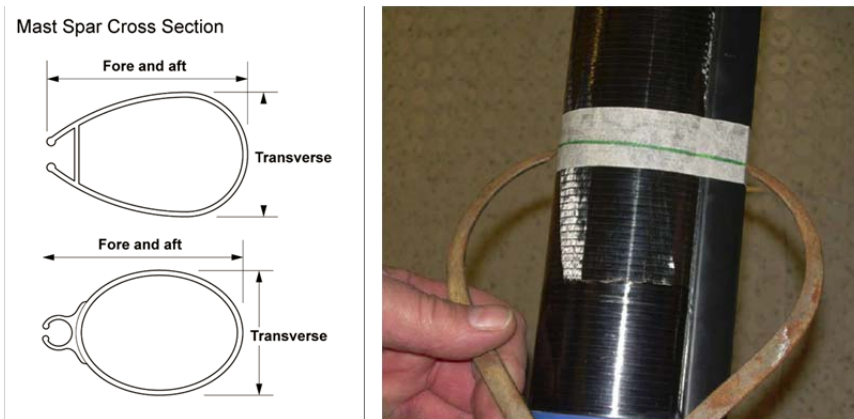 Mast Spar Cross Section
Fore and aft
Transverse
Fore and aft
Transverse